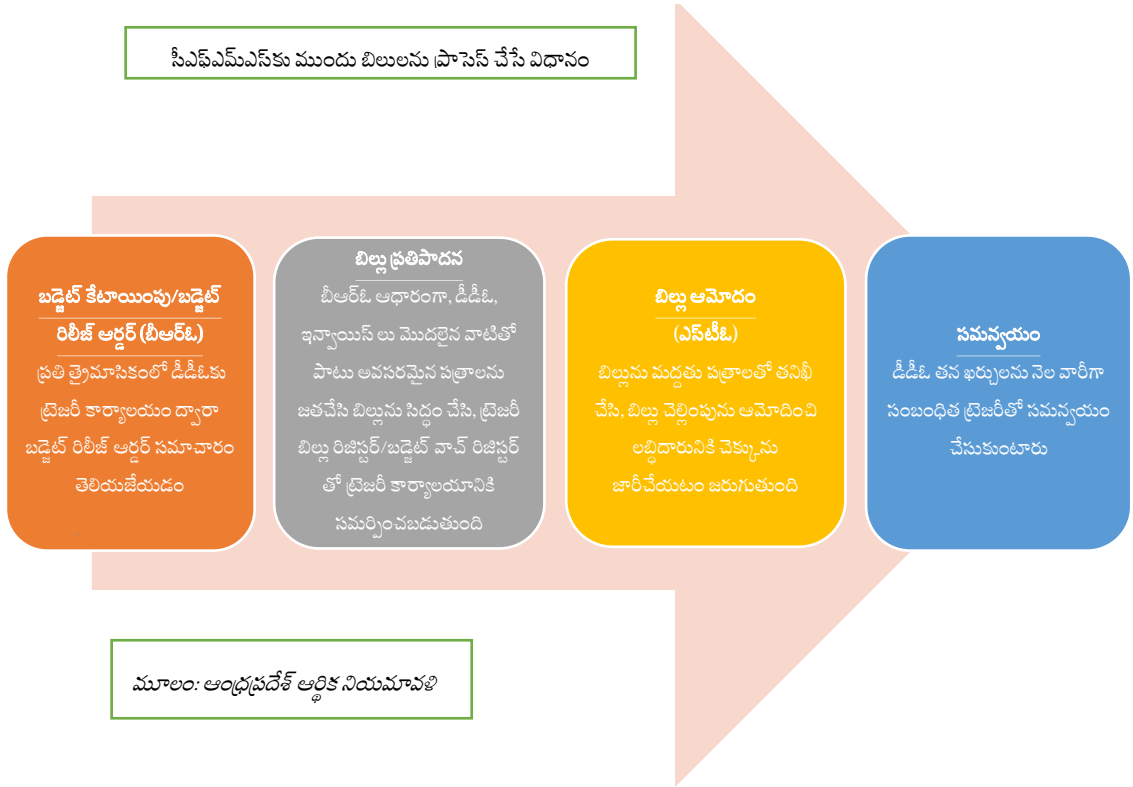 సీఎఫ్ఎమ్ఎస్‌కు ముందు బిలులను ప్రాసెస్ చేసే విధానం
బడ్జెట్ కేటాయింపు/బడ్జెట్
రిలీజ్ ఆర్డర్ (బీఆర్ఓ)
ప్రతి త్రైమాసికంలో డీడీఓకు
ట్రెజరీ కార్యాలయం ద్వారా
బడ్జెట్ రిలీజ్ ఆర్డర్ సమాచారం
తెలియజేయడం
బిల్లు ప్రతిపాదన
బీఆర్ఓ ఆధారంగా, డీడీఓ,
ఇన్వాయిస్ లు మొదలైన వాటితో
పాటు అవసరమైన పత్రాలను
జతచేసి బిల్లును సిద్ధం చేసి, ట్రెజరీ
బిల్లు రిజిస్టర్/బడ్జెట్ వాచ్ రిజిస్టర్
తో ట్రెజరీ కార్యాలయానికి
సమర్పించబడుతుంది
బిల్లు ఆమోదం
(ఎస్‌టీఓ)
బిల్లును మద్దతు పత్రాలతో తనిఖీ
చేసి, బిల్లు చెల్లింపును ఆమోదించి
లబ్ధిదారునికి చెక్కును
జారీచేయటం జరుగుతుంది
సమన్వయం
డీడీఓ తన ఖర్చులను నెల వారీగా
సంబంధిత ట్రెజరీతో సమన్వయం
చేసుకుంటారు
మూలం: ఆంధ్రప్రదేశ్ ఆర్థిక నియమావళి